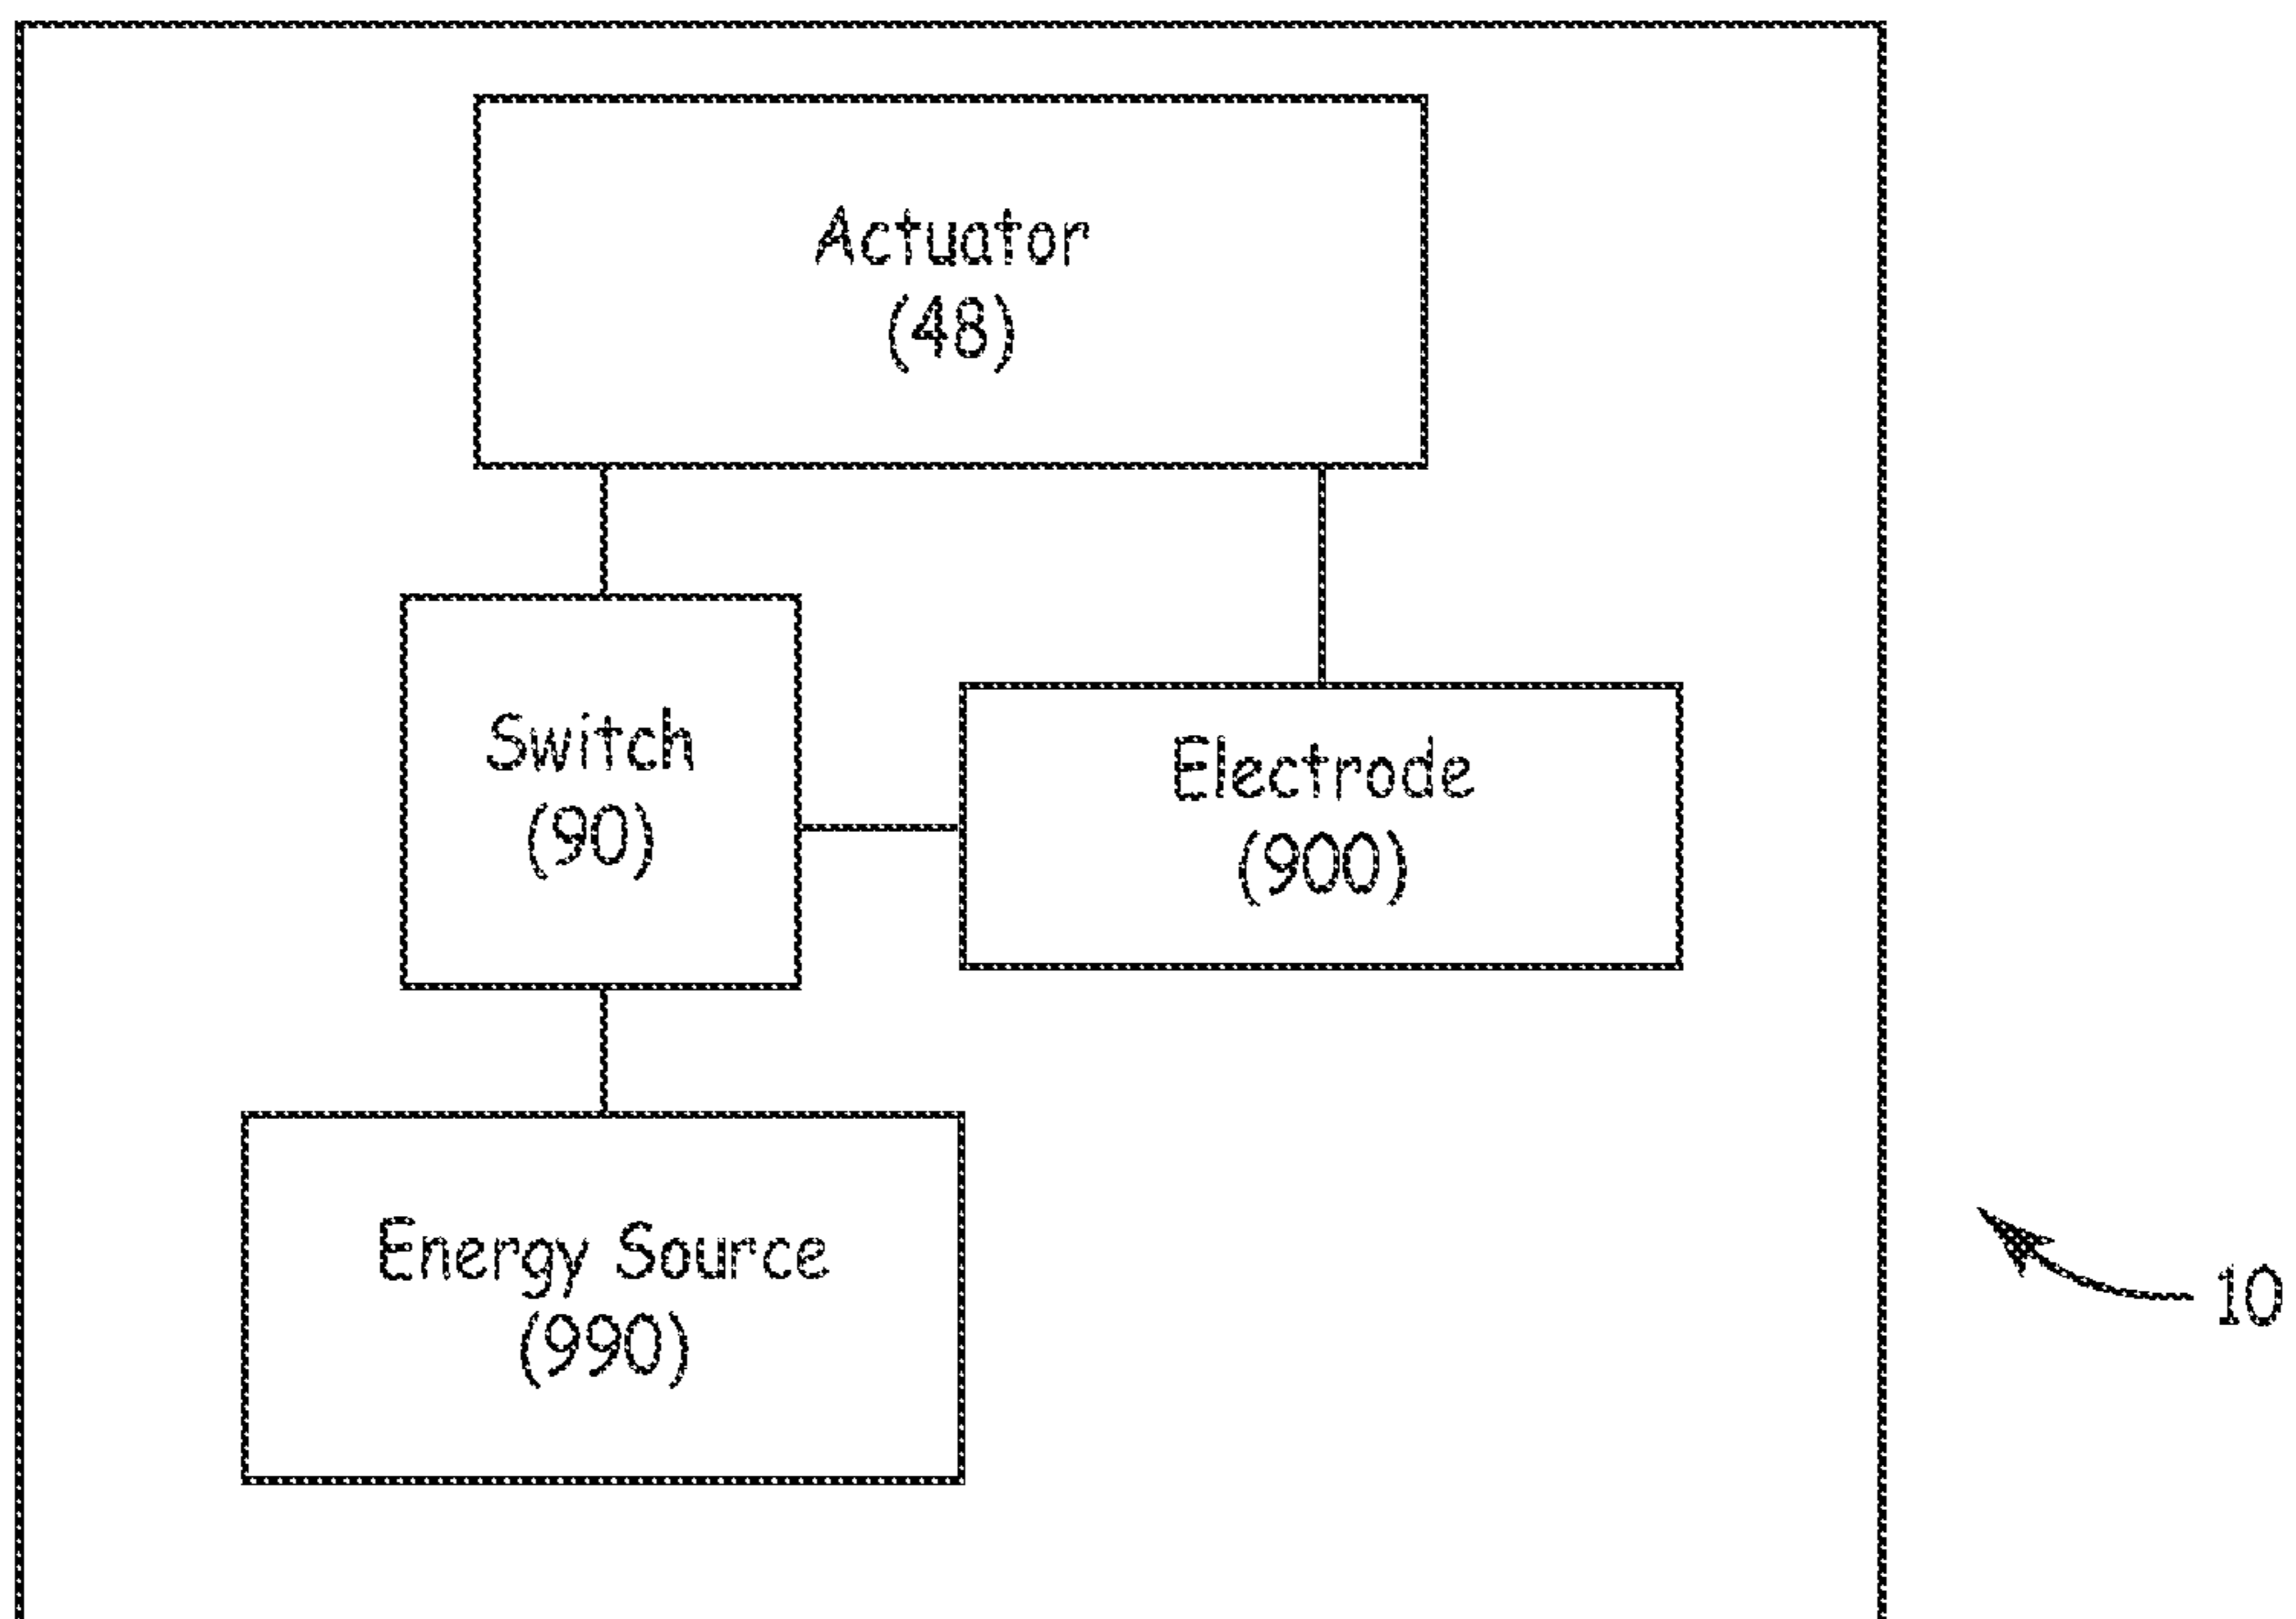 Actuator
(48)
Switch
(90)
Electrode
(900)
Energy Source
(990)
10